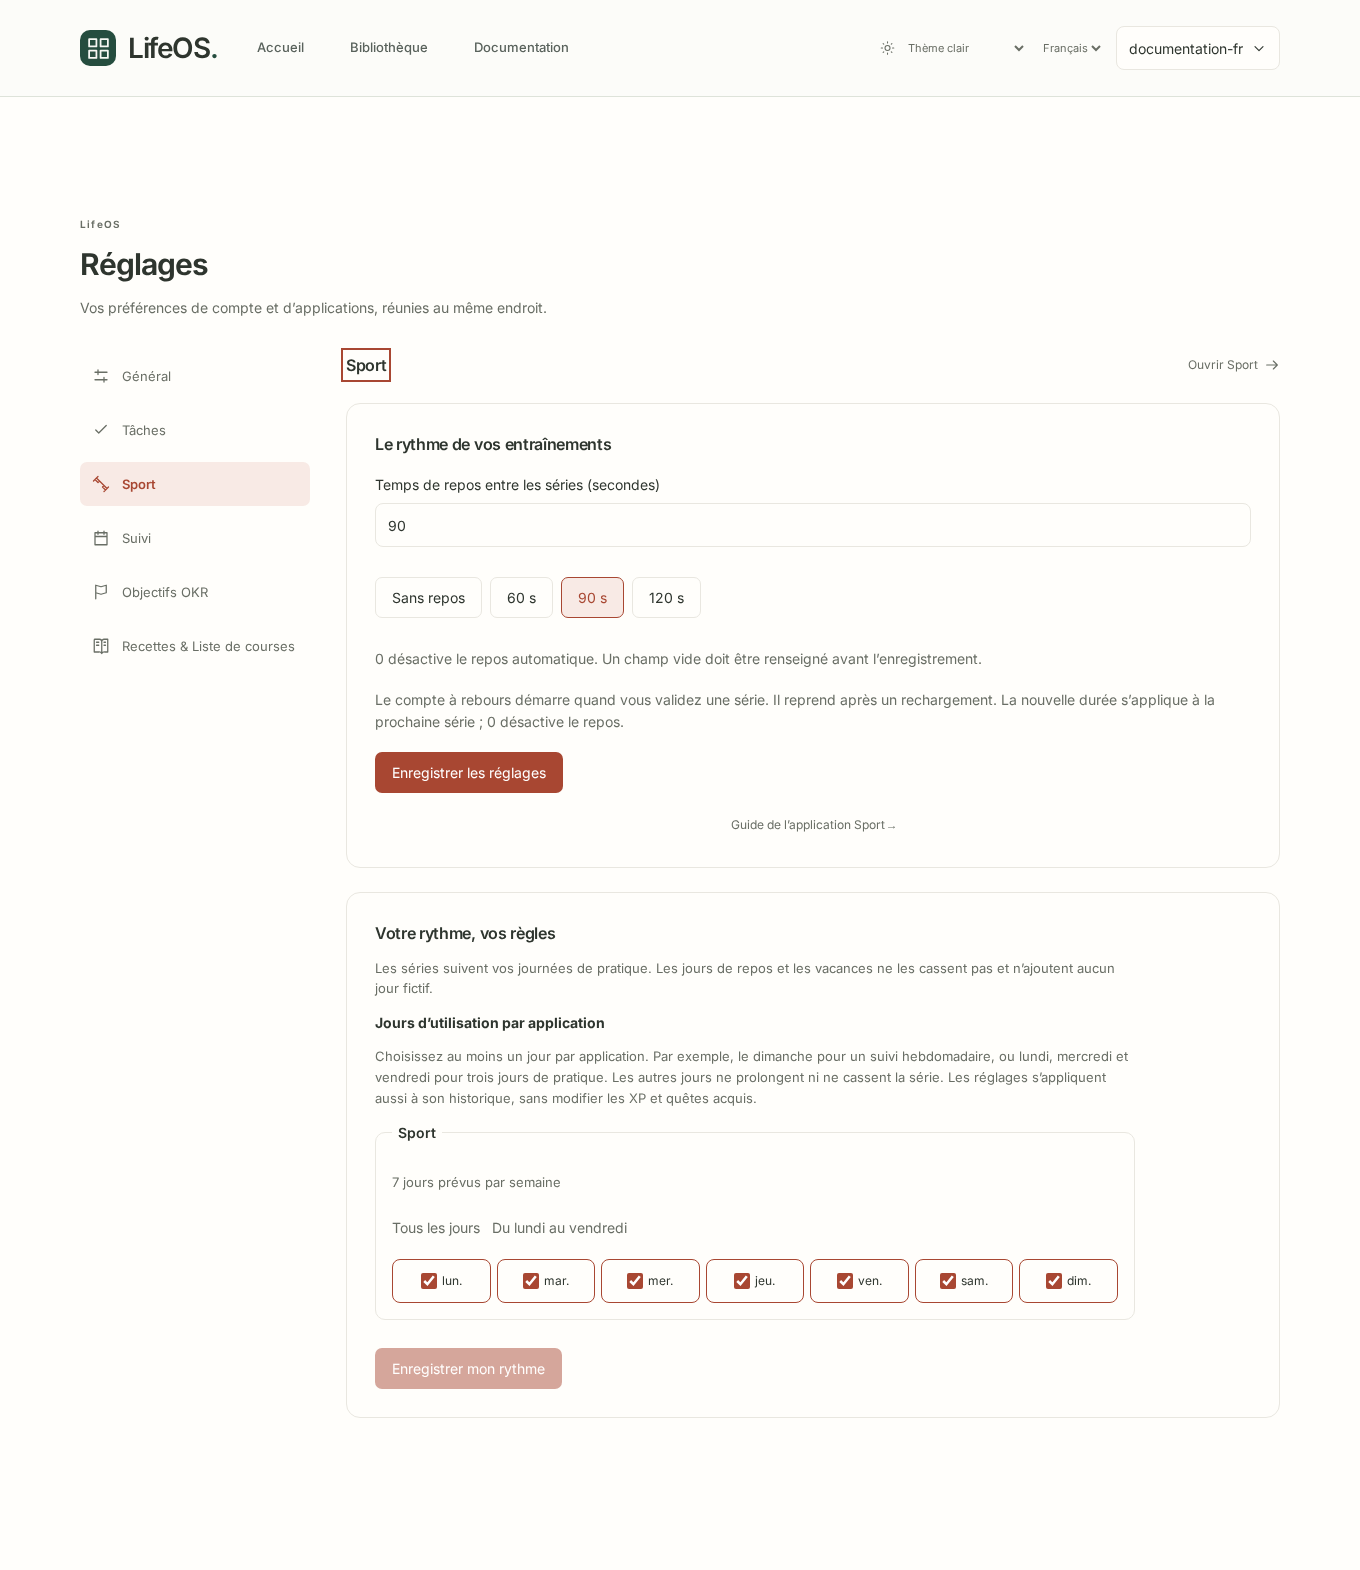 LifeOS.
Accueil
Bibliothèque
Documentation
Thème clair
Français
documentation-fr
LifeOS
Réglages
Vos préférences de compte et d’applications, réunies au même endroit.
Général
Tâches
Sport
Suivi
Objectifs OKR
Recettes & Liste de courses
Sport
Ouvrir Sport →
Le rythme de vos entraînements
Temps de repos entre les séries (secondes)
90
Sans repos
60 s
90 s
120 s
0 désactive le repos automatique. Un champ vide doit être renseigné avant l’enregistrement.
Le compte à rebours démarre quand vous validez une série. Il reprend après un rechargement. La nouvelle durée s’applique à la
prochaine série ; 0 désactive le repos.
Enregistrer les réglages
Guide de l’application Sport→
Votre rythme, vos règles
Les séries suivent vos journées de pratique. Les jours de repos et les vacances ne les cassent pas et n’ajoutent aucun
jour fictif.
Jours d’utilisation par application
Choisissez au moins un jour par application. Par exemple, le dimanche pour un suivi hebdomadaire, ou lundi, mercredi et
vendredi pour trois jours de pratique. Les autres jours ne prolongent ni ne cassent la série. Les réglages s’appliquent
aussi à son historique, sans modifier les XP et quêtes acquis.
Sport
7 jours prévus par semaine
Tous les jours
Du lundi au vendredi
lun.
mar.
mer.
jeu.
ven.
sam.
dim.
Enregistrer mon rythme